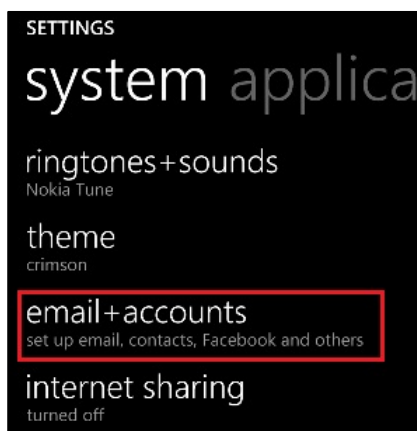 SETTINGS
system applica
ringtones+sounds
Nokia Tune
theme
crimson
email+accounts
set up email, contacts, Facebook and others
internet sharing
turned off